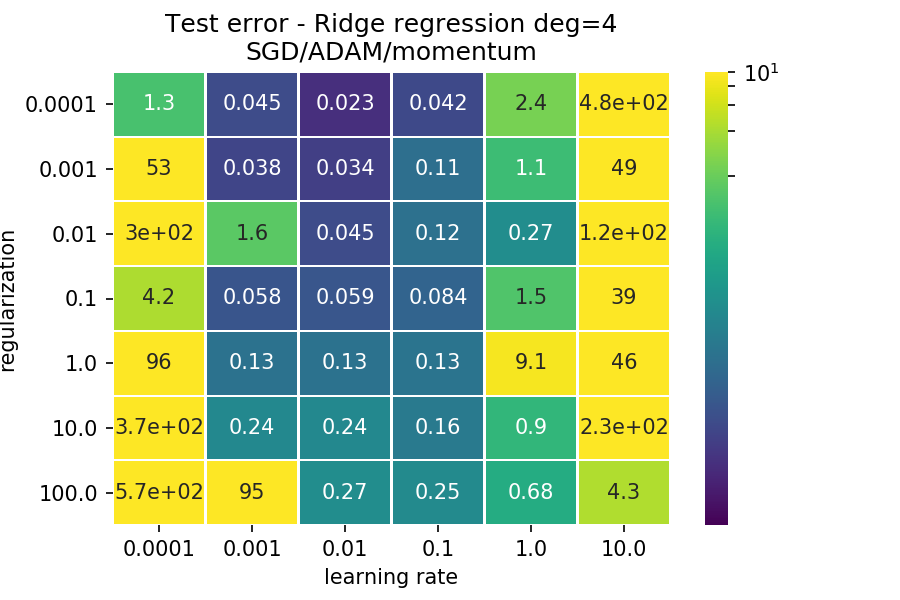 Test error - Ridge regression deg=4
SGD/ADAM/momentum
regularization
0.0001 1.3 0.045 0.023 0.042 2.4 4.8e+02
0.001 53 0.038 0.034 0.11 1.1 49
0.01 3e+02 1.6 0.045 0.12 0.27 1.2e+02
0.1 4.2 0.058 0.059 0.084 1.5 39
1.0 96 0.13 0.13 0.13 9.1 46
10.0 3.7e+02 0.24 0.24 0.16 0.9 2.3e+02
100.0 5.7e+02 95 0.27 0.25 0.68 4.3
0.0001 0.001 0.01 0.1 1.0 10.0
learning rate
10¹